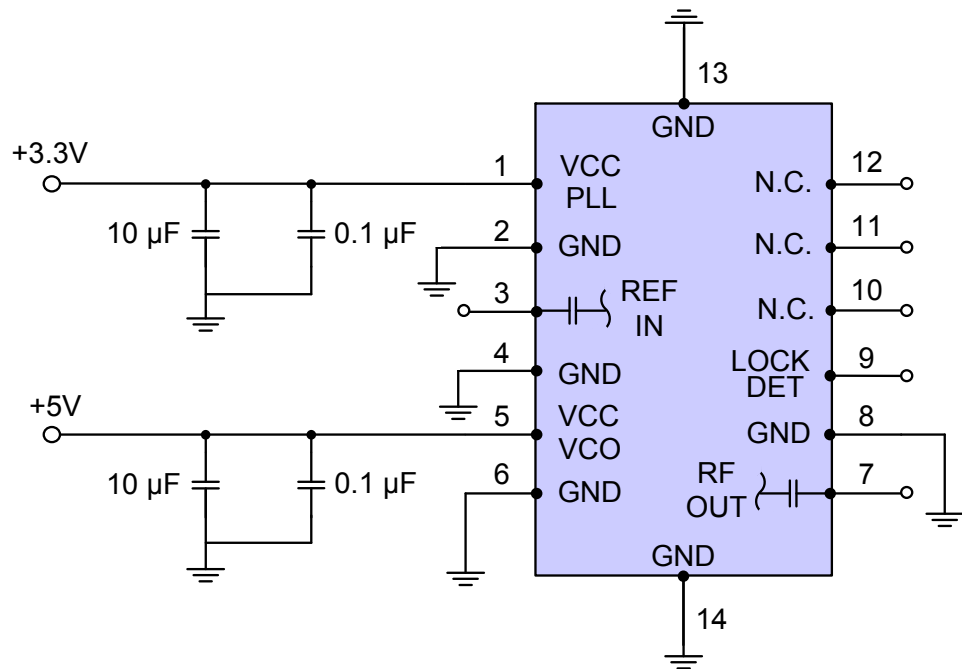 13
GND
+3.3V
1
VCC
PLL
10 µF
0.1 µF
2
GND
3
REF
IN
4
GND
+5V
5
VCC
VCO
10 µF
0.1 µF
6
GND
12
N.C.
11
N.C.
10
N.C.
9
LOCK
DET
8
GND
7
RF
OUT
GND
14